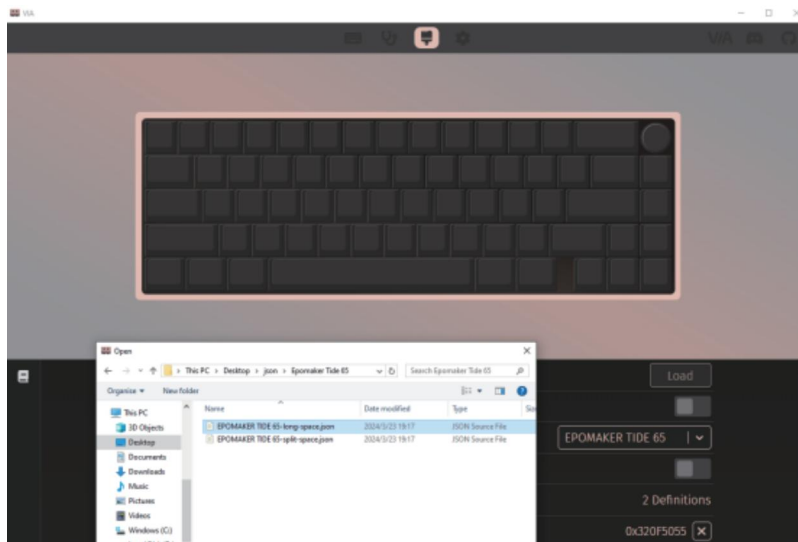 VIA
VIA
Open
This PC > Desktop > json > Epomaker Tide 65
Search Epomaker Tide 65
Organize
New folder
Name
Date modified
Type
This PC
3D Objects
Desktop
Documents
Downloads
Music
Pictures
Videos
Windows (C:)
EPOMAKER TIDE 65-long-space.json 2024/3/23 19:17 JSON Source File
EPOMAKER TIDE 65-split-space.json 2024/3/23 19:17 JSON Source File
Load
EPOMAKER TIDE 65
2 Definitions
0x320F5055